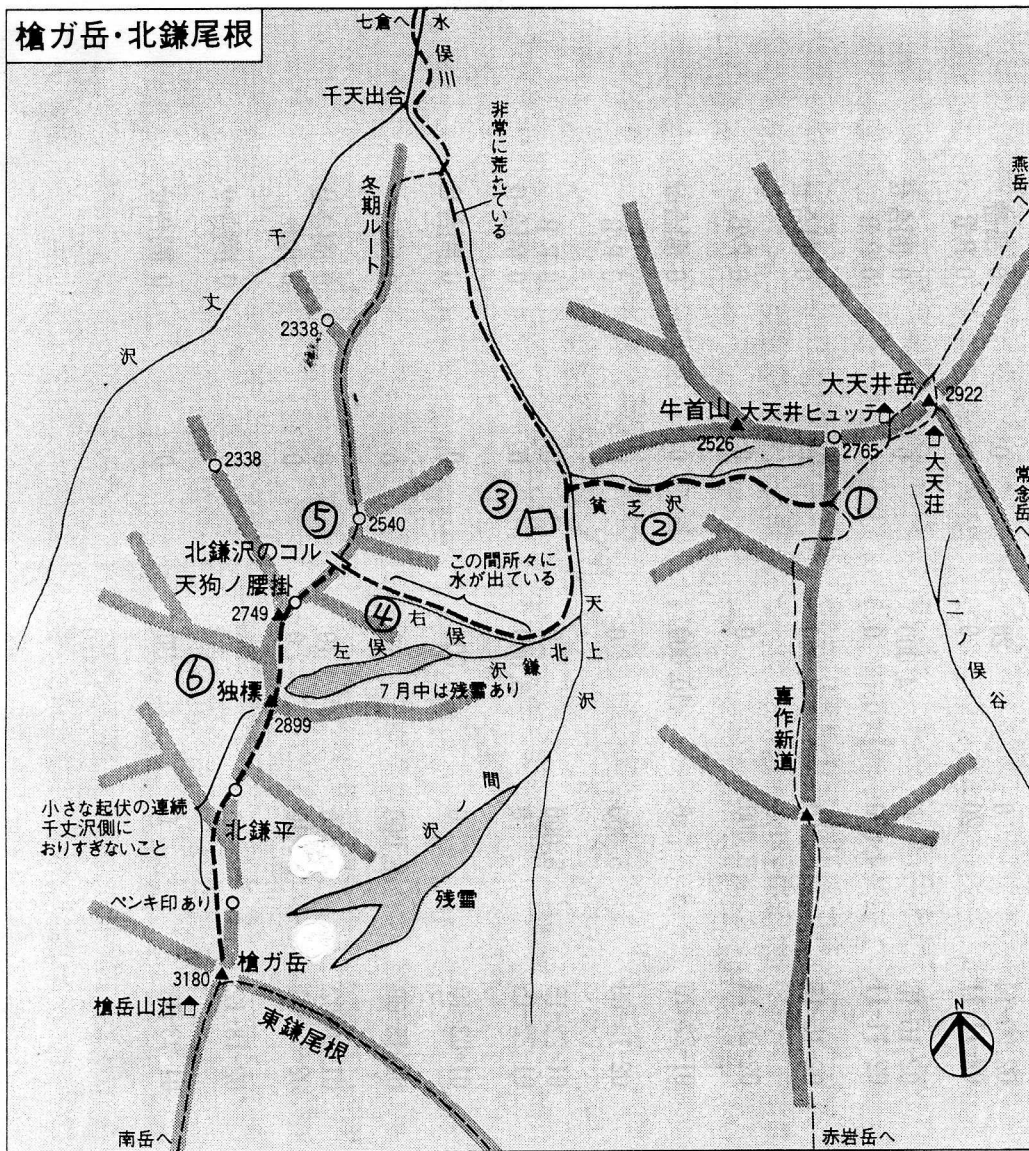 槍ガ岳・北鎌尾根
七倉へ
水俣川
千天出合
非常に荒れている
冬期ルート
燕岳へ
千丈沢
2338
大天井岳
2922
牛首山
大天井ヒュッテ
2526
2765
大天荘
常念岳へ
2338
③
貧乏沢
②
①
⑤
2540
北鎌沢のコル
この間所々に
水が出ている
天狗ノ腰掛
2749
④
右俣
左俣
北鎌沢
天上沢
二ノ俣谷
⑥
独標
7月中は残雪あり
2899
喜作新道
間ノ沢
小さな起伏の連続
千丈沢側に
おりすぎないこと
北鎌平
残雪
ペンキ印あり
槍ガ岳
3180
槍岳山荘
東鎌尾根
N
南岳へ
赤岩岳へ